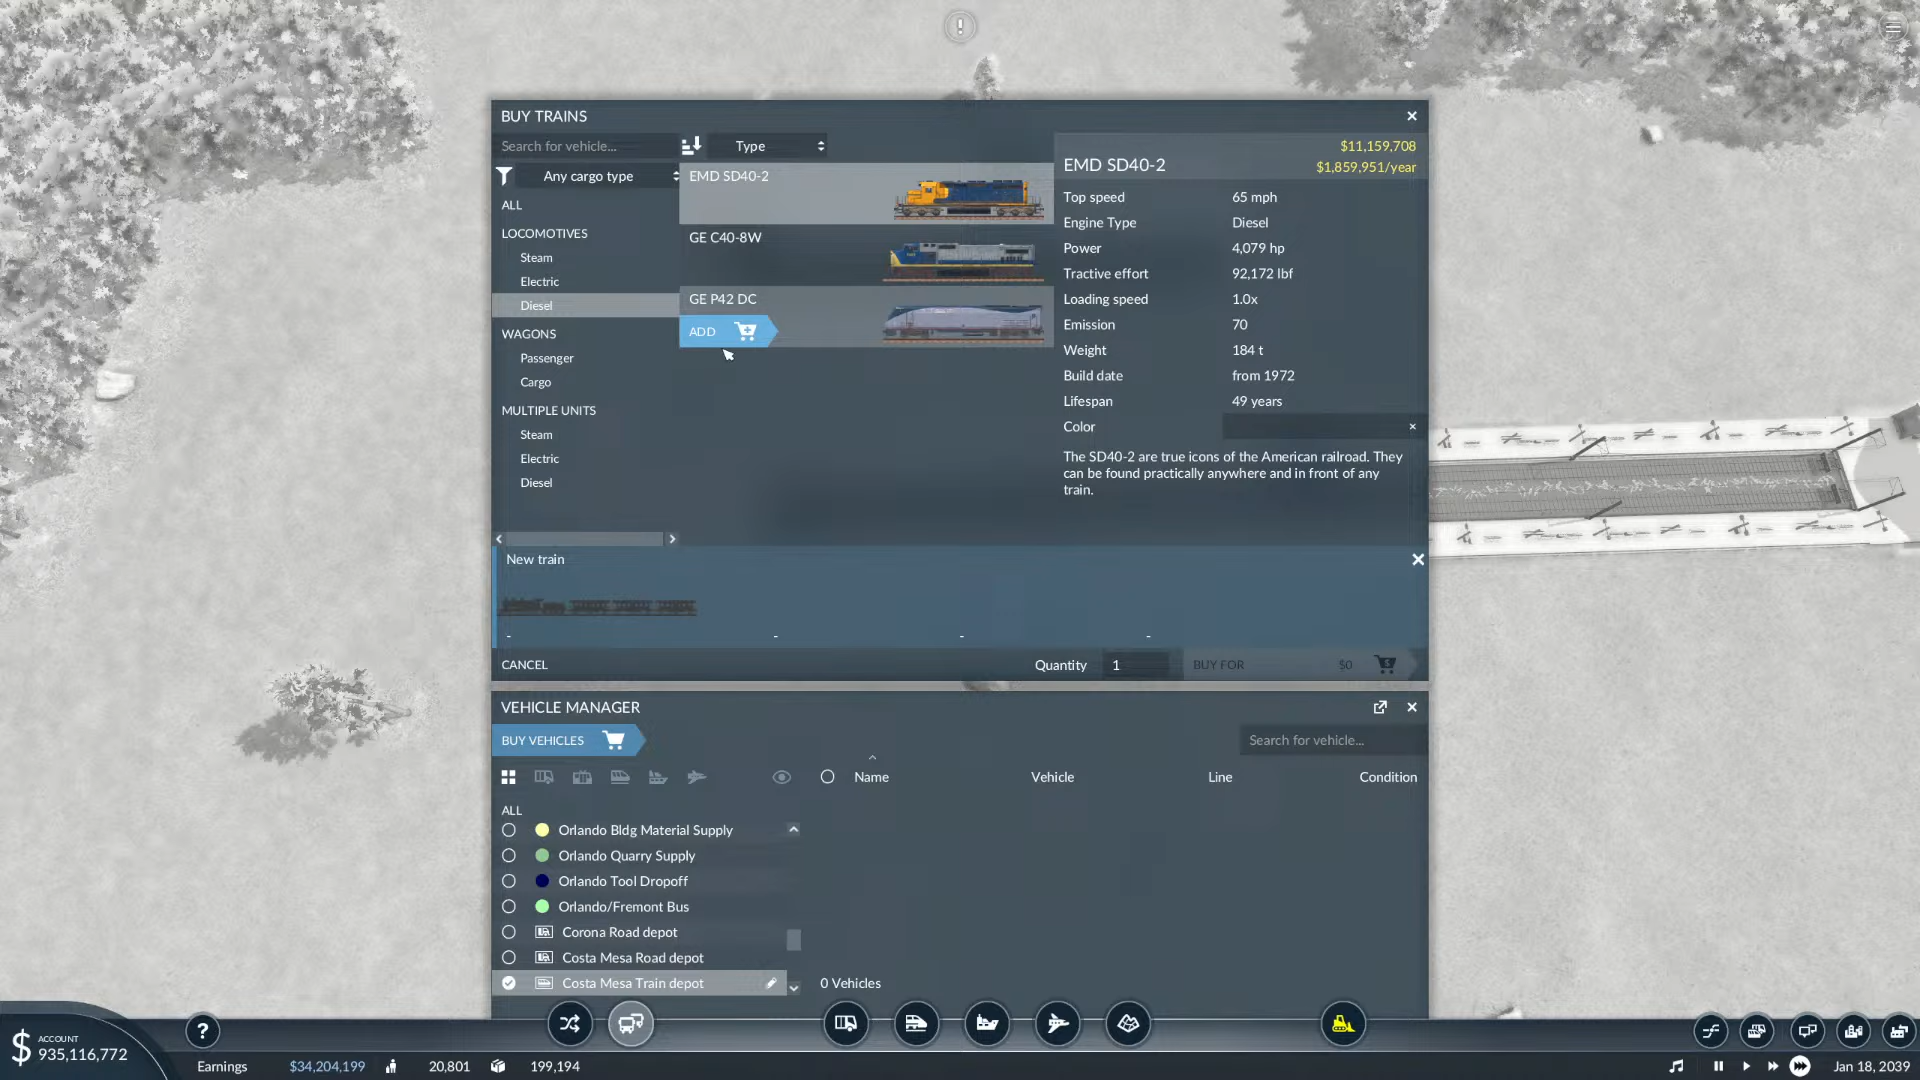 BUY TRAINS
Search for vehicle...
Type
Any cargo type
ALL
LOCOMOTIVES
Steam
Electric
Diesel
WAGONS
Passenger
Cargo
MULTIPLE UNITS
Steam
Electric
Diesel
EMD SD40-2
GE C40-8W
GE P42 DC
ADD
$11,159,708
EMD SD40-2
$1,859,951/year
Top speed 65 mph
Engine Type Diesel
Power 4,079 hp
Tractive effort 92,172 lbf
Loading speed 1.0x
Emission 70
Weight 184 t
Build date from 1972
Lifespan 49 years
Color
The SD40-2 are true icons of the American railroad. They
can be found practically anywhere and in front of any
train.
New train
- - - -
CANCEL
Quantity 1
BUY FOR $0
VEHICLE MANAGER
BUY VEHICLES
Search for vehicle...
Name Vehicle Line Condition
ALL
Orlando Bldg Material Supply
Orlando Quarry Supply
Orlando Tool Dropoff
Orlando/Fremont Bus
Corona Road depot
Costa Mesa Road depot
Costa Mesa Train depot
0 Vehicles
$ ACCOUNT
935,116,772
?
Earnings $34,204,199 20,801 199,194
Jan 18, 2039